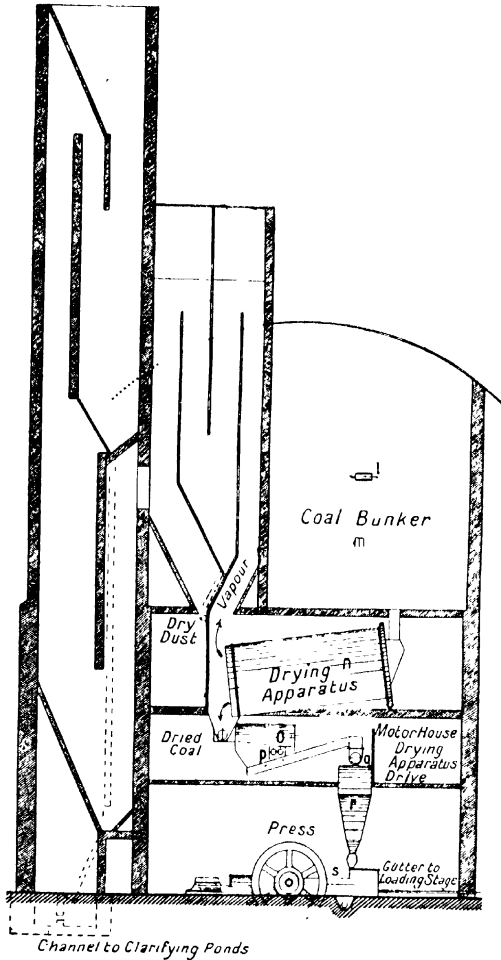 l
Coal Bunker
m
Vapour
Dry
Dust
Drying n
Apparatus
Dried
Coal
o
p
q
Motor House
Drying
Apparatus
Drive
r
Press
s
Gutter to
Loading Stage
Channel to Clarifying Ponds